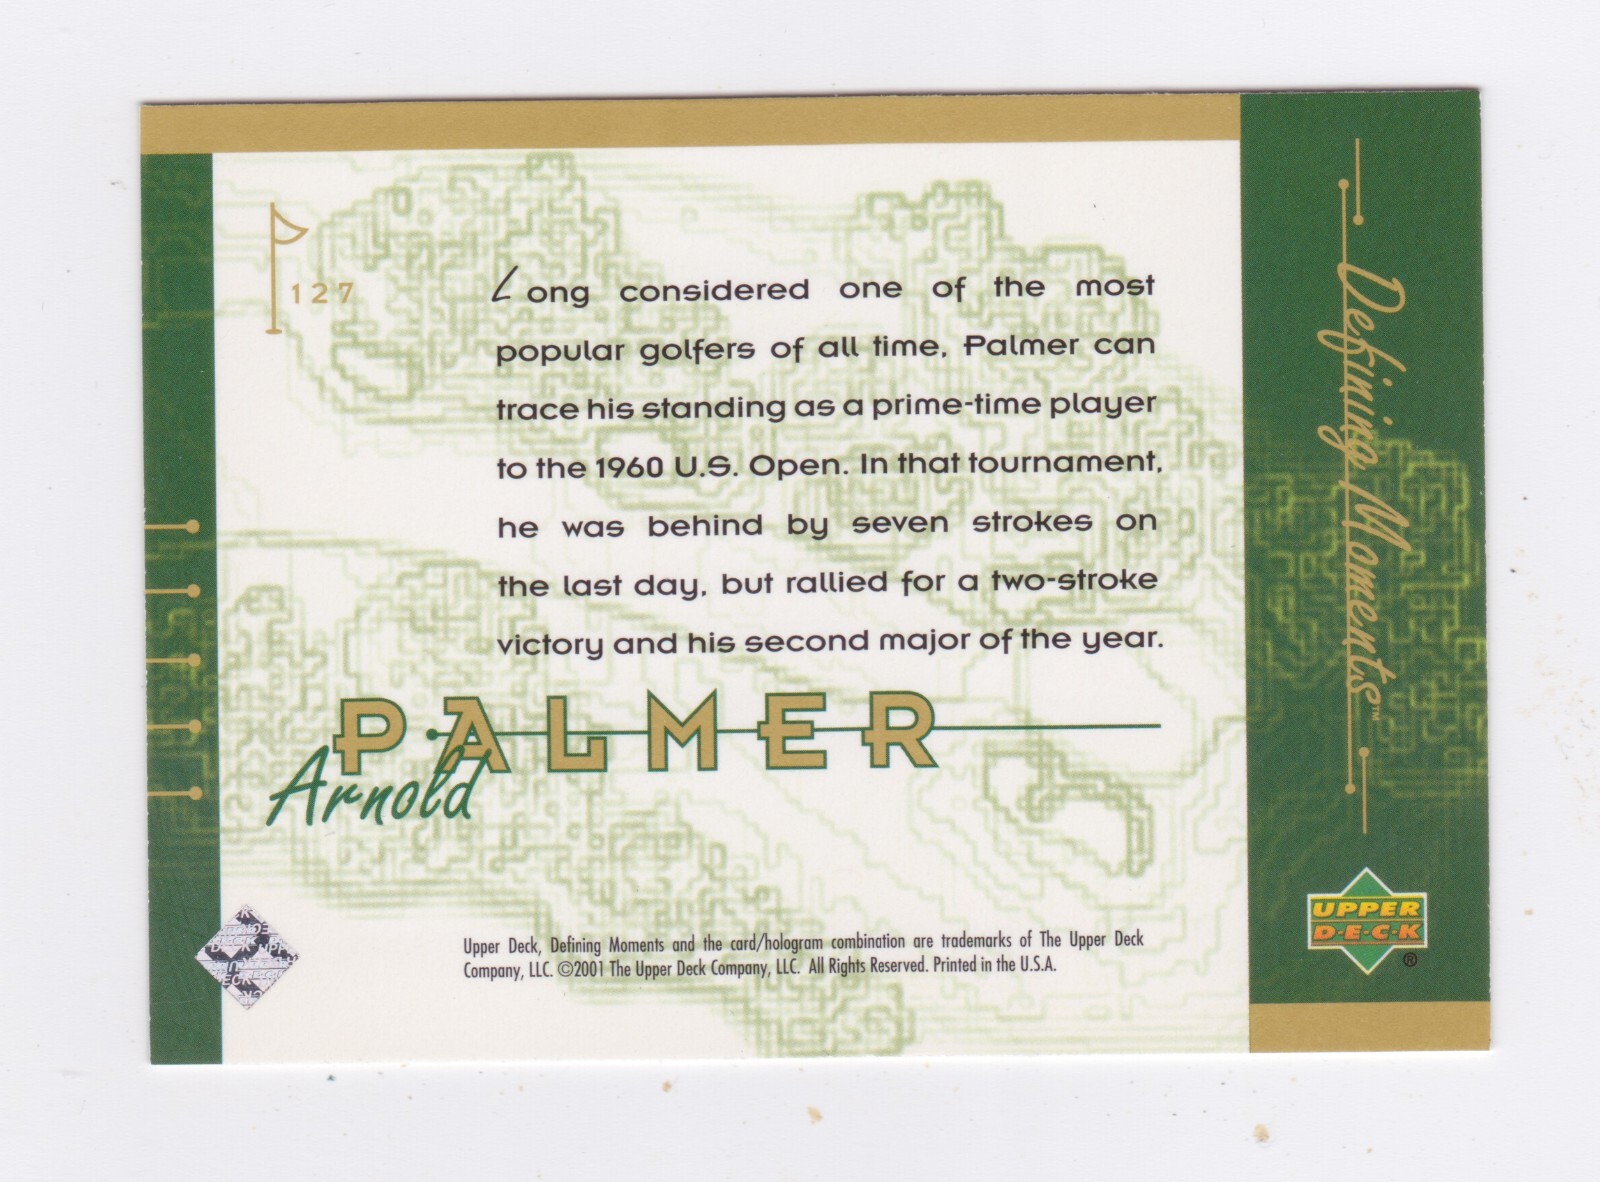 127
Long considered one of the most
popular golfers of all time, Palmer can
trace his standing as a prime-time player
to the 1960 U.S. Open. In that tournament,
he was behind by seven strokes on
the last day, but rallied for a two-stroke
victory and his second major of the year.
PALMER
Arnold
Upper Deck, Defining Moments and the card/hologram combination are trademarks of The Upper Deck
Company, LLC. ©2001 The Upper Deck Company, LLC. All Rights Reserved. Printed in the U.S.A.
Defining Moments™
UPPER
D·E·C·K
®